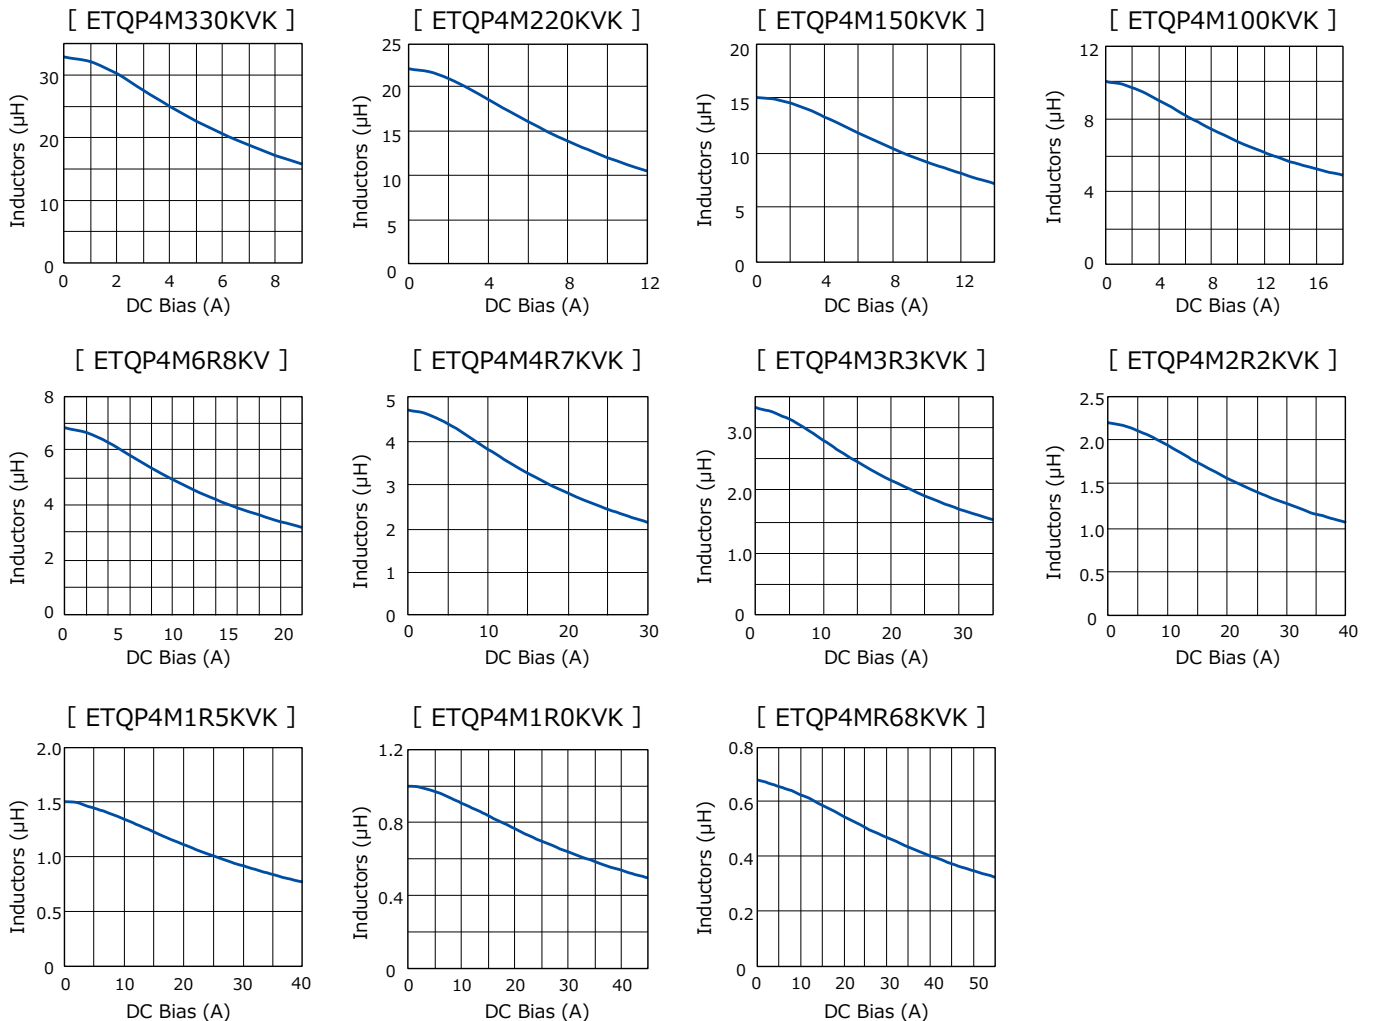 [ ETQP4M330KVK ]
Inductors (µH)
30
20
10
0
0 2 4 6 8
DC Bias (A)
[ ETQP4M220KVK ]
Inductors (µH)
25
20
15
10
5
0
0 4 8 12
DC Bias (A)
[ ETQP4M150KVK ]
Inductors (µH)
20
15
10
5
0
0 4 8 12
DC Bias (A)
[ ETQP4M100KVK ]
Inductors (µH)
12
8
4
0
0 4 8 12 16
DC Bias (A)
[ ETQP4M6R8KV ]
Inductors (µH)
8
6
4
2
0
0 5 10 15 20
DC Bias (A)
[ ETQP4M4R7KVK ]
Inductors (µH)
5
4
3
2
1
0
0 10 20 30
DC Bias (A)
[ ETQP4M3R3KVK ]
Inductors (µH)
3.0
2.0
1.0
0
0 10 20 30
DC Bias (A)
[ ETQP4M2R2KVK ]
Inductors (µH)
2.5
2.0
1.5
1.0
0.5
0
0 10 20 30 40
DC Bias (A)
[ ETQP4M1R5KVK ]
Inductors (µH)
2.0
1.5
1.0
0.5
0
0 10 20 30 40
DC Bias (A)
[ ETQP4M1R0KVK ]
Inductors (µH)
1.2
0.8
0.4
0
0 10 20 30 40
DC Bias (A)
[ ETQP4MR68KVK ]
Inductors (µH)
0.8
0.6
0.4
0.2
0
0 10 20 30 40 50
DC Bias (A)